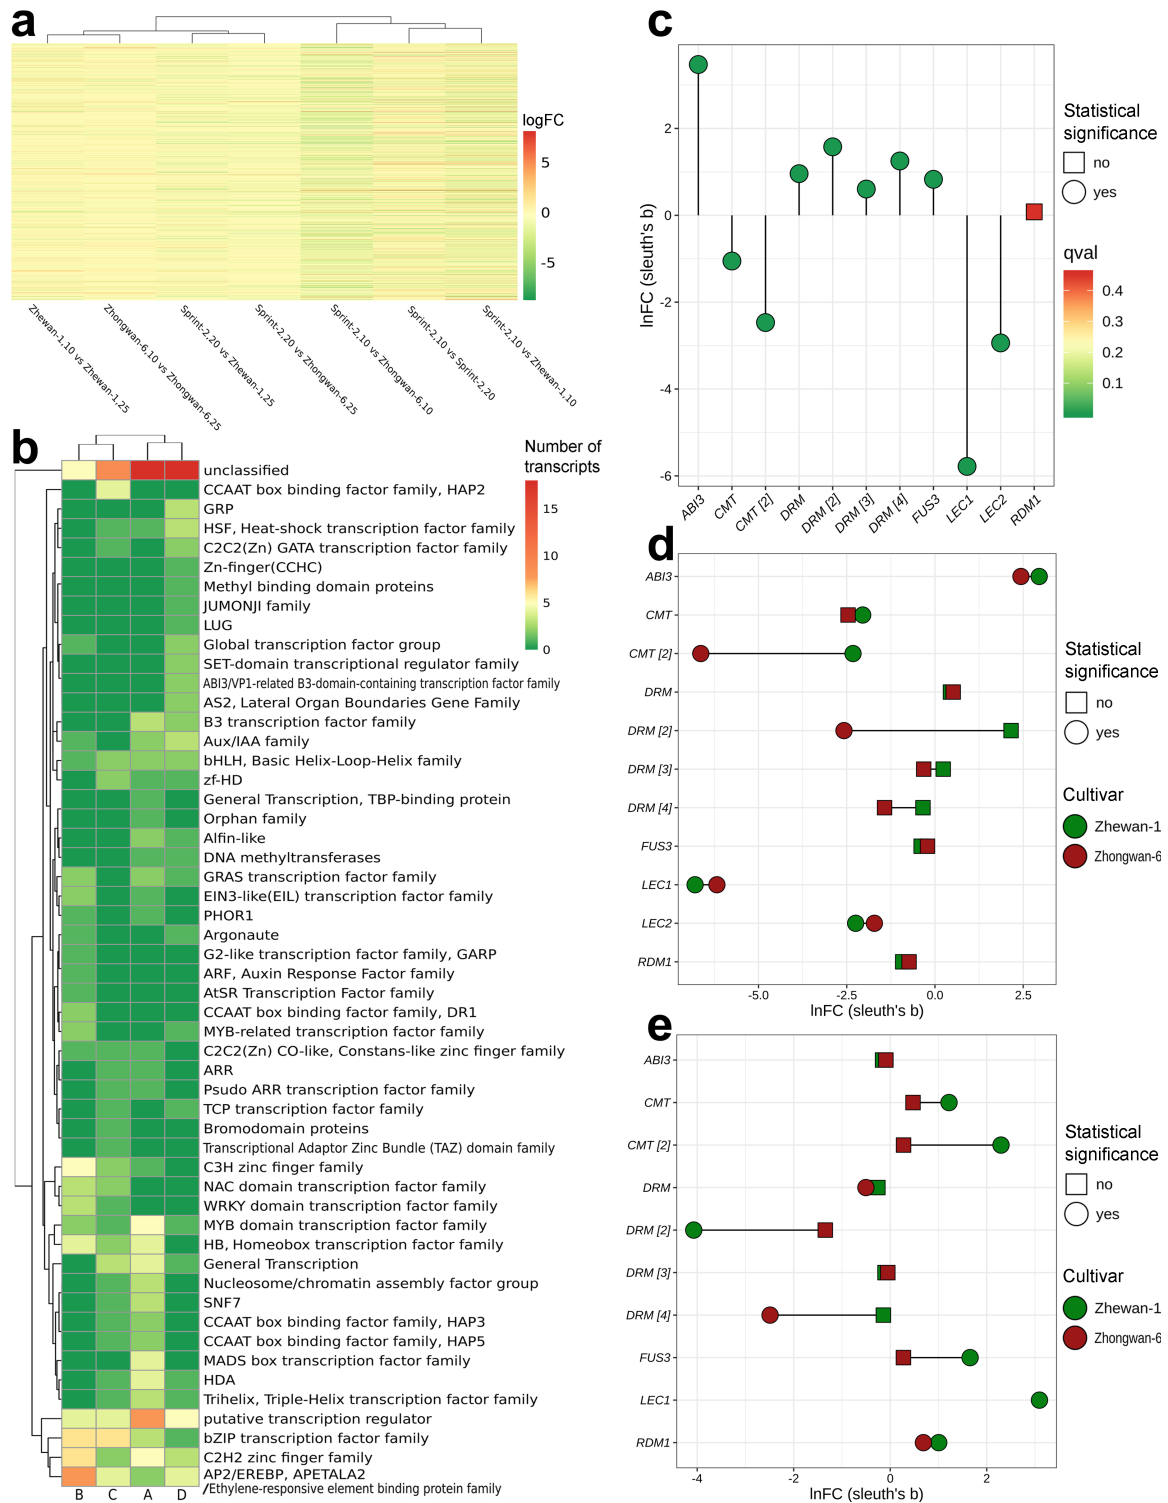 a
logFC
5
0
-5
Zhewan-1,10 vs Zhewan-1,25
Zhongwan-6,10 vs Zhongwan-6,25
Sprint-2,20 vs Zhewan-1,25
Sprint-2,20 vs Zhongwan-6,25
Sprint-2,10 vs Zhongwan-6,10
Sprint-2,10 vs Sprint-2,20
Sprint-2,10 vs Zhewan-1,10
b
Number of
transcripts
15
10
5
0
unclassified
CCAAT box binding factor family, HAP2
GRP
HSF, Heat-shock transcription factor family
C2C2(Zn) GATA transcription factor family
Zn-finger(CCHC)
Methyl binding domain proteins
JUMONJI family
LUG
Global transcription factor group
SET-domain transcriptional regulator family
ABI3/VP1-related B3-domain-containing transcription factor family
AS2, Lateral Organ Boundaries Gene Family
B3 transcription factor family
Aux/IAA family
bHLH, Basic Helix-Loop-Helix family
zf-HD
General Transcription, TBP-binding protein
Orphan family
Alfin-like
DNA methyltransferases
GRAS transcription factor family
EIN3-like(EIL) transcription factor family
PHOR1
Argonaute
G2-like transcription factor family, GARP
ARF, Auxin Response Factor family
AtSR Transcription Factor family
CCAAT box binding factor family, DR1
MYB-related transcription factor family
C2C2(Zn) CO-like, Constans-like zinc finger family
ARR
Psudo ARR transcription factor family
TCP transcription factor family
Bromodomain proteins
Transcriptional Adaptor Zinc Bundle (TAZ) domain family
C3H zinc finger family
NAC domain transcription factor family
WRKY domain transcription factor family
MYB domain transcription factor family
HB, Homeobox transcription factor family
General Transcription
Nucleosome/chromatin assembly factor group
SNF7
CCAAT box binding factor family, HAP3
CCAAT box binding factor family, HAP5
MADS box transcription factor family
HDA
Trihelix, Triple-Helix transcription factor family
putative transcription regulator
bZIP transcription factor family
C2H2 zinc finger family
AP2/EREBP, APETALA2
/Ethylene-responsive element binding protein family
B C A D
c
lnFC (sleuth's b)
2
0
-2
-4
-6
ABI3
CMT
CMT [2]
DRM
DRM [2]
DRM [3]
DRM [4]
FUS3
LEC1
LEC2
RDM1
Statistical
significance
no
yes
qval
0.4
0.3
0.2
0.1
d
ABI3
CMT
CMT [2]
DRM
DRM [2]
DRM [3]
DRM [4]
FUS3
LEC1
LEC2
RDM1
-5.0 -2.5 0.0 2.5
lnFC (sleuth's b)
Statistical
significance
no
yes
Cultivar
Zhewan-1
Zhongwan-6
e
ABI3
CMT
CMT [2]
DRM
DRM [2]
DRM [3]
DRM [4]
FUS3
LEC1
RDM1
-4 -2 0 2
lnFC (sleuth's b)
Statistical
significance
no
yes
Cultivar
Zhewan-1
Zhongwan-6